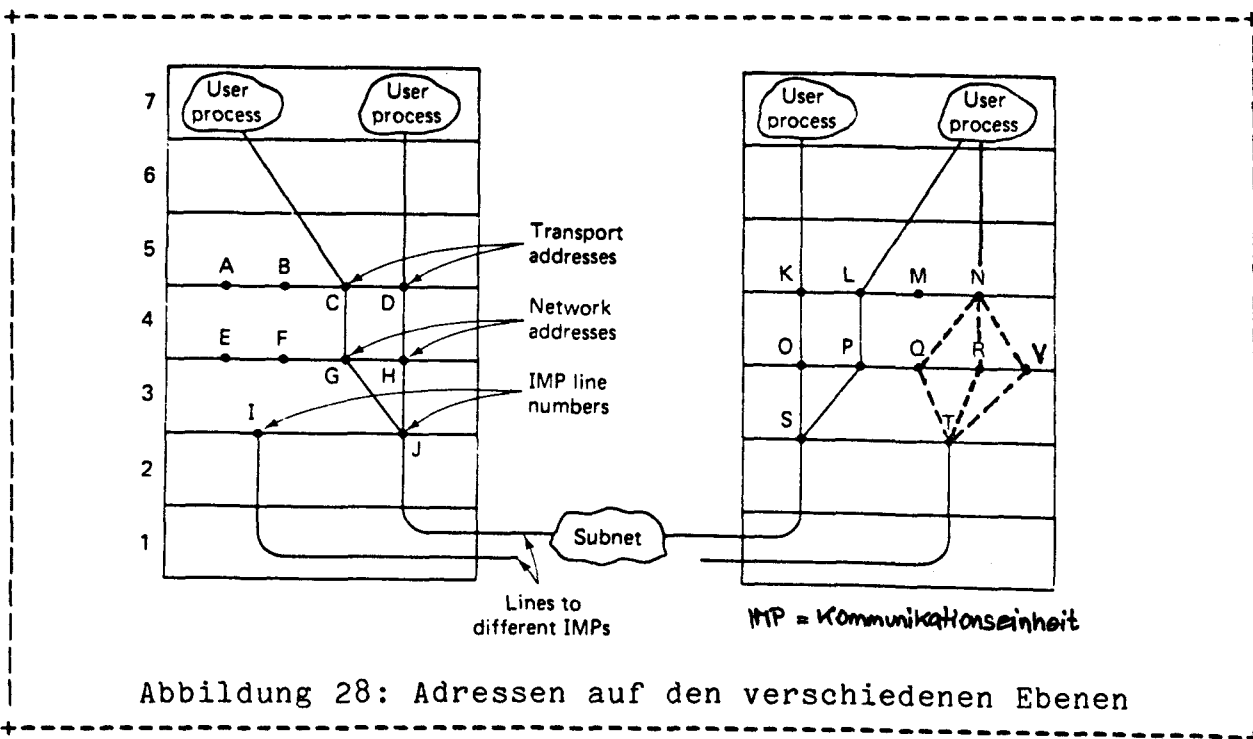 7
User
process
User
process
User
process
User
process
6
5
Transport
addresses
A
B
C
D
K
L
M
N
4
Network
addresses
E
F
G
H
O
P
Q
R
V
3
IMP line
numbers
I
J
S
T
2
1
Subnet
Lines to
different IMPs
IMP = Kommunikationseinheit
Abbildung 28: Adressen auf den verschiedenen Ebenen